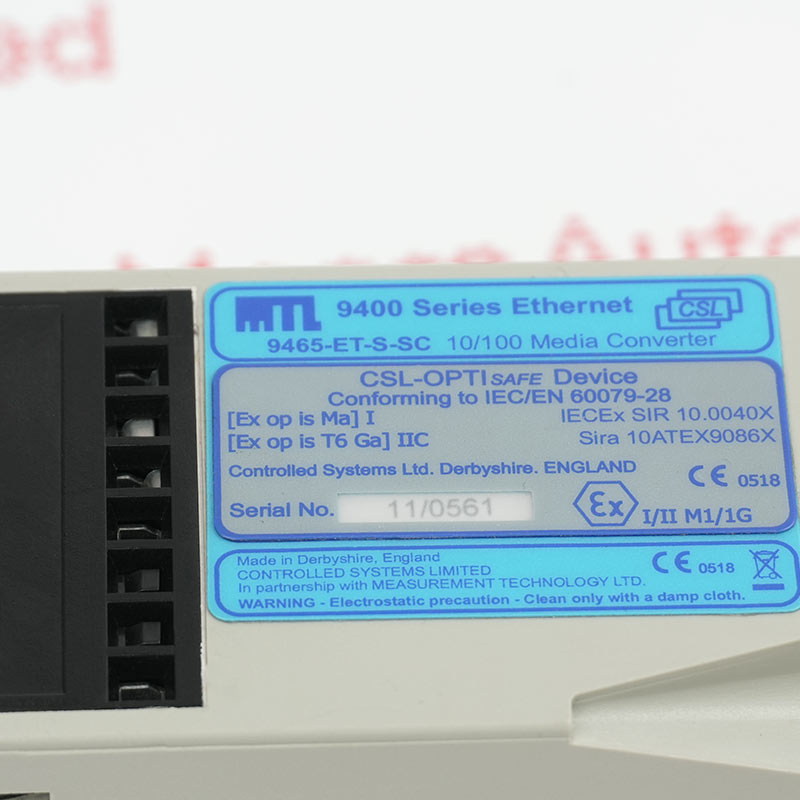 MTL 9400 Series Ethernet CSL
9465-ET-S-SC 10/100 Media Converter
CSL-OPTI SAFE Device
Conforming to IEC/EN 60079-28
[Ex op is Ma] I IECEx SIR 10.0040X
[Ex op is T6 Ga] IIC Sira 10ATEX9086X
Controlled Systems Ltd. Derbyshire. ENGLAND CE 0518
Serial No. 11/0561 Ex I/II M1/1G
Made in Derbyshire, England CE 0518
CONTROLLED SYSTEMS LIMITED
In partnership with MEASUREMENT TECHNOLOGY LTD.
WARNING - Electrostatic precaution - Clean only with a damp cloth.